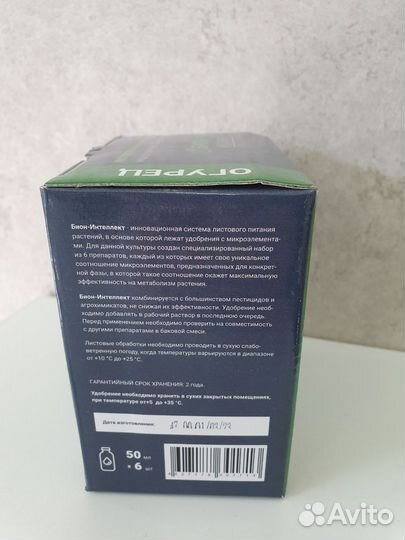 ОГУРЕЦ
Бион-Интеллект - инновационная система листового питания
растений, в основе которой лежат удобрения с микроэлемента-
ми. Для данной культуры создан специализированный набор
из 6 препаратов, каждый из которых имеет свое уникальное
соотношение микроэлементов, предназначенных для конкрет-
ной фазы, в которой такое соотношение окажет максимальную
эффективность на метаболизм растения.
Бион-Интеллект комбинируется с большинством пестицидов и
агрохимикатов, не снижая их эффективности. Удобрение необхо-
димо добавлять в рабочий раствор в последнюю очередь.
Перед применением необходимо проверить на совместимость
с другими препаратами в баковой смеси.
Листовые обработки необходимо проводить в сухую слабо-
ветренную погоду, когда температуры варьируются в диапазоне
от +10 °С до +25 °С.
ГАРАНТИЙНЫЙ СРОК ХРАНЕНИЯ: 2 года.
Удобрение необходимо хранить в сухих закрытых помещениях,
при температуре от+5 до +35 °С.
Дата изготовления:
50 мл
* 6 шт
Avito